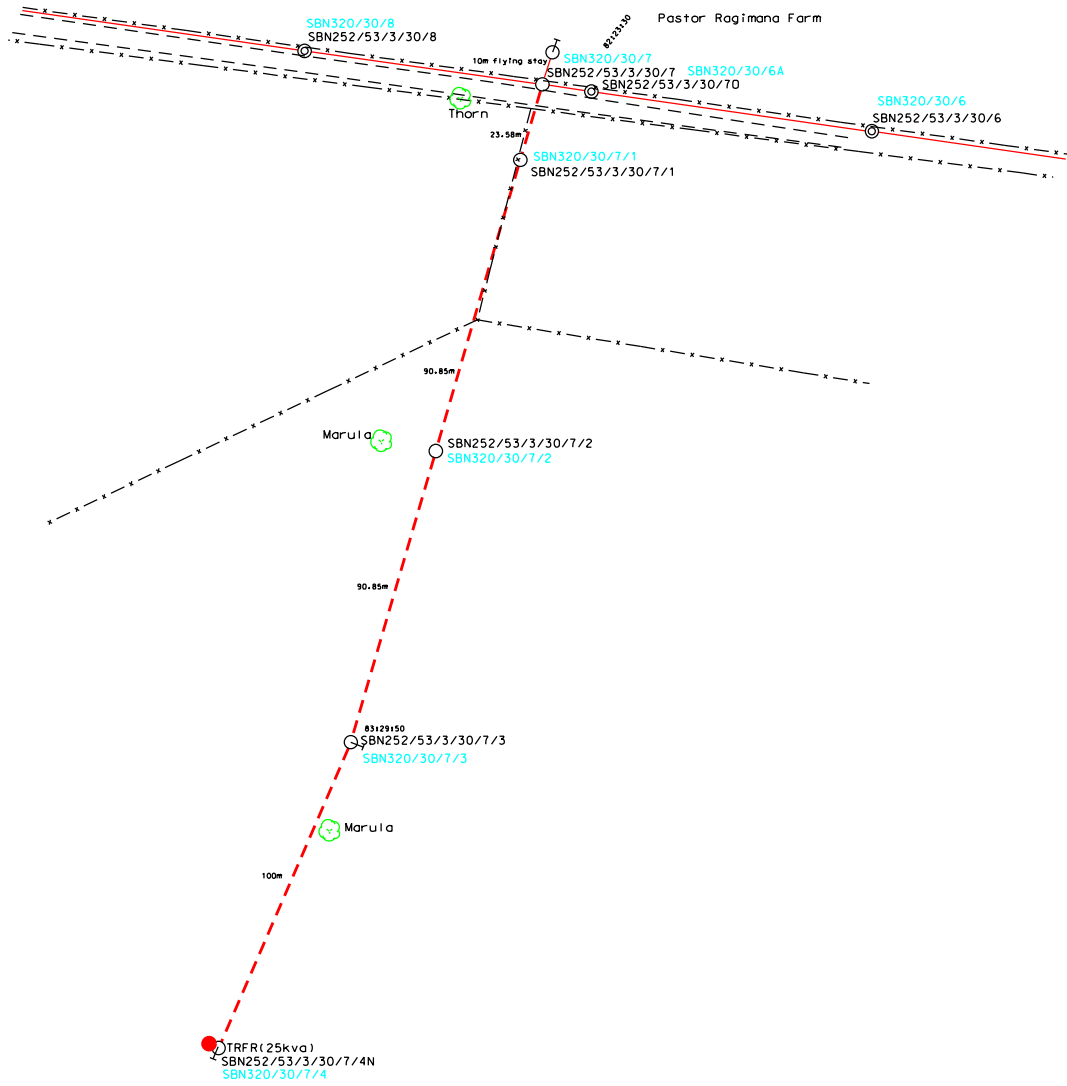 Pastor Ragimana Farm
SBN320/30/8
SBN252/53/3/30/8
82:23:30
10m flying stay
SBN320/30/7
SBN252/53/3/30/7
SBN320/30/6A
SBN252/53/3/30/7O
SBN320/30/6
SBN252/53/3/30/6
Thorn
23.58m
SBN320/30/7/1
SBN252/53/3/30/7/1
90.85m
Marula
SBN252/53/3/30/7/2
SBN320/30/7/2
90.85m
83:29:50
SBN252/53/3/30/7/3
SBN320/30/7/3
Marula
100m
TRFR(25kva)
SBN252/53/3/30/7/4N
SBN320/30/7/4